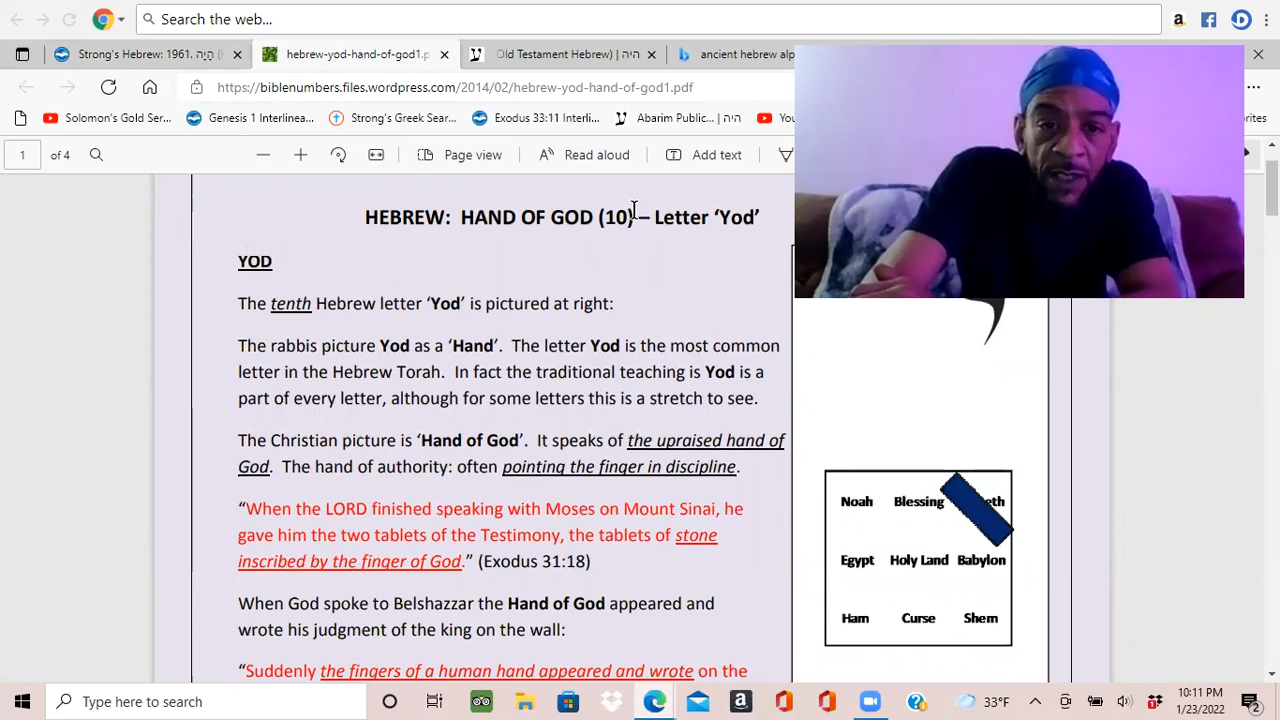 Search the web...
Strong's Hebrew: 1961. הָיָה (
hebrew-yod-hand-of-god1.p
Old Testament Hebrew) | היה
ancient hebrew alp
https://biblenumbers.files.wordpress.com/2014/02/hebrew-yod-hand-of-god1.pdf
Solomon's Gold Ser...
Genesis 1 Interlinea...
Strong's Greek Sear...
Exodus 33:11 Interli...
Abarim Public... היה |
You
orites
1 of 4
Page view
Read aloud
Add text
HEBREW: HAND OF GOD (10) – Letter ‘Yod’
YOD
The tenth Hebrew letter ‘Yod’ is pictured at right:
The rabbis picture Yod as a ‘Hand’. The letter Yod is the most common
letter in the Hebrew Torah. In fact the traditional teaching is Yod is a
part of every letter, although for some letters this is a stretch to see.
The Christian picture is ‘Hand of God’. It speaks of the upraised hand of
God. The hand of authority: often pointing the finger in discipline.
“When the LORD finished speaking with Moses on Mount Sinai, he
gave him the two tablets of the Testimony, the tablets of stone
inscribed by the finger of God.” (Exodus 31:18)
When God spoke to Belshazzar the Hand of God appeared and
wrote his judgment of the king on the wall:
“Suddenly the fingers of a human hand appeared and wrote on the
Noah Blessing eth
Egypt Holy Land Babylon
Ham Curse Shem
Type here to search
33°F
10:11 PM
1/23/2022